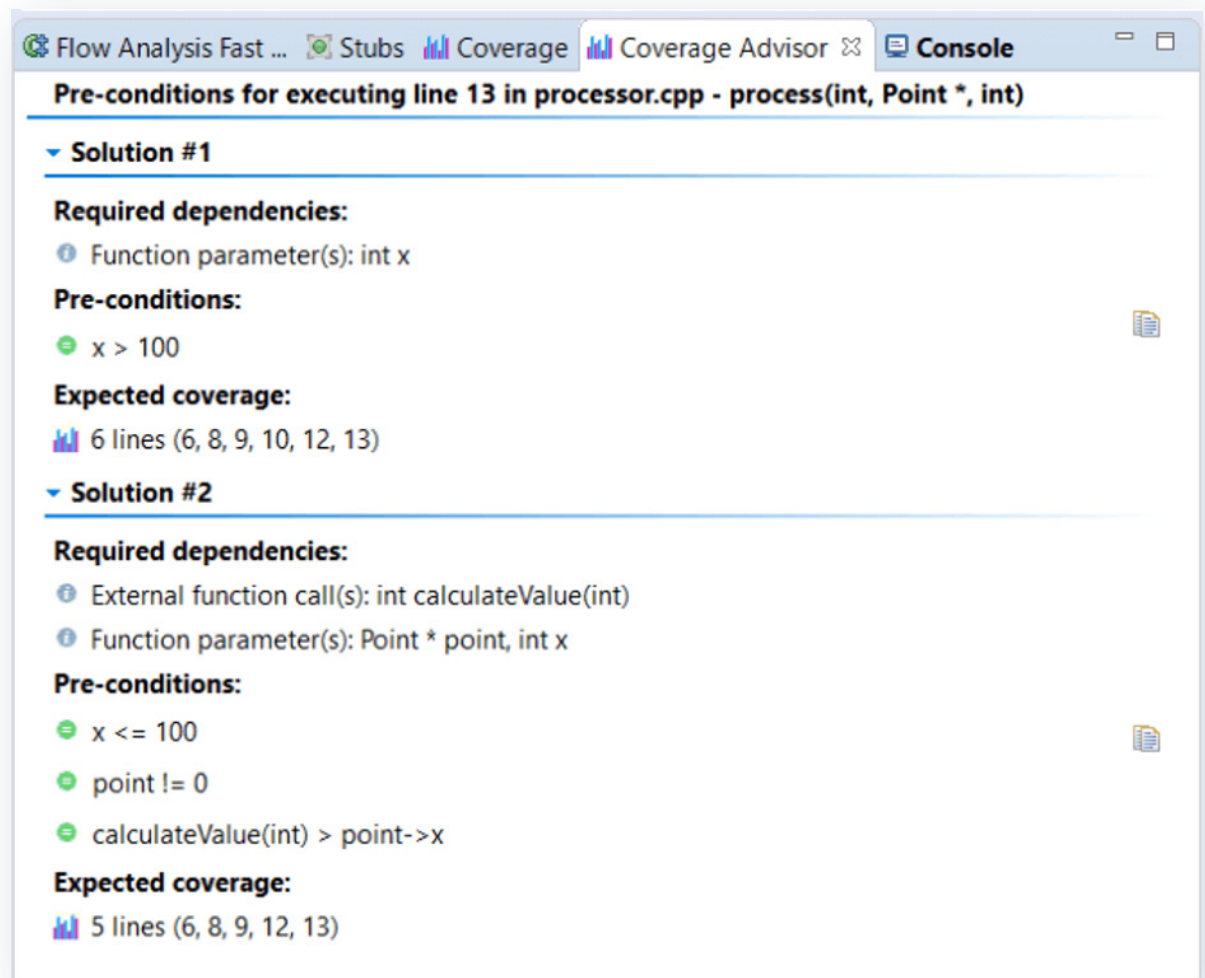 Flow Analysis Fast ... Stubs Coverage Coverage Advisor Console
Pre-conditions for executing line 13 in processor.cpp - process(int, Point *, int)
Solution #1
Required dependencies:
Function parameter(s): int x
Pre-conditions:
x > 100
Expected coverage:
6 lines (6, 8, 9, 10, 12, 13)
Solution #2
Required dependencies:
External function call(s): int calculateValue(int)
Function parameter(s): Point * point, int x
Pre-conditions:
x <= 100
point != 0
calculateValue(int) > point->x
Expected coverage:
5 lines (6, 8, 9, 12, 13)